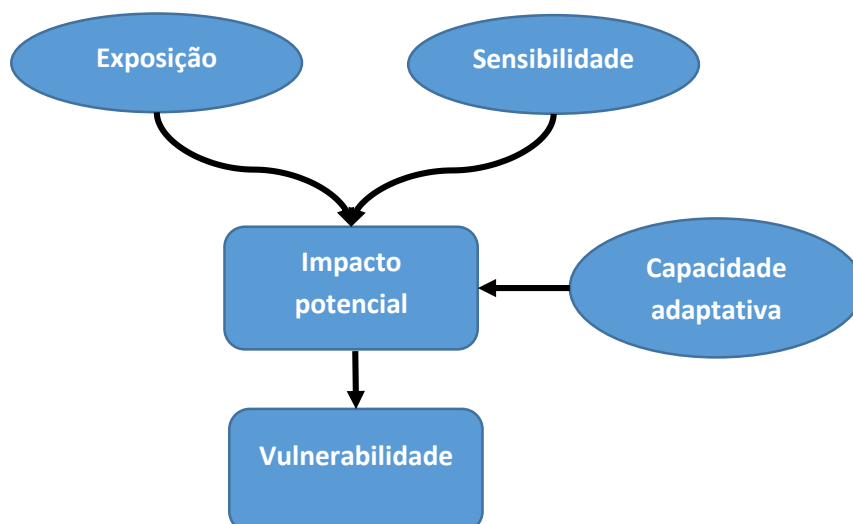 Exposição
Sensibilidade
Impacto
potencial
Capacidade
adaptativa
Vulnerabilidade